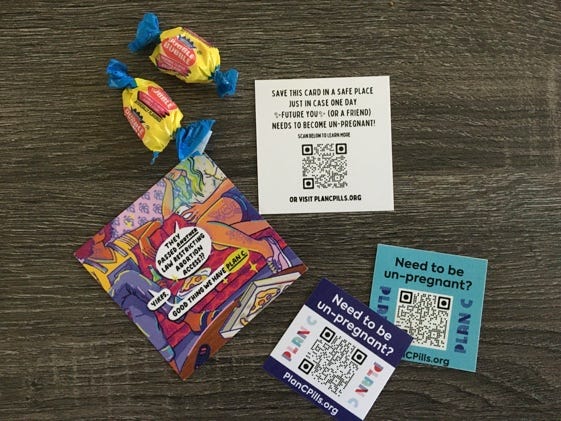 DUBBLE
BUBBLE
SAVE THIS CARD IN A SAFE PLACE
JUST IN CASE ONE DAY
✨FUTURE YOU✨ (OR A FRIEND)
NEEDS TO BECOME UN-PREGNANT!
SCAN BELOW TO LEARN MORE
OR VISIT PLANCPILLS.ORG
THEY
PASSED ANOTHER
LAW RESTRICTING
ABORTION
ACCESS??
YIKES.
GOOD THING WE HAVE PLAN C.
Need to be
un-pregnant?
PLAN C
PLAN C
PlanCPills.org
Need to be
un-pregnant?
PLAN
PLAN C
CPills.org